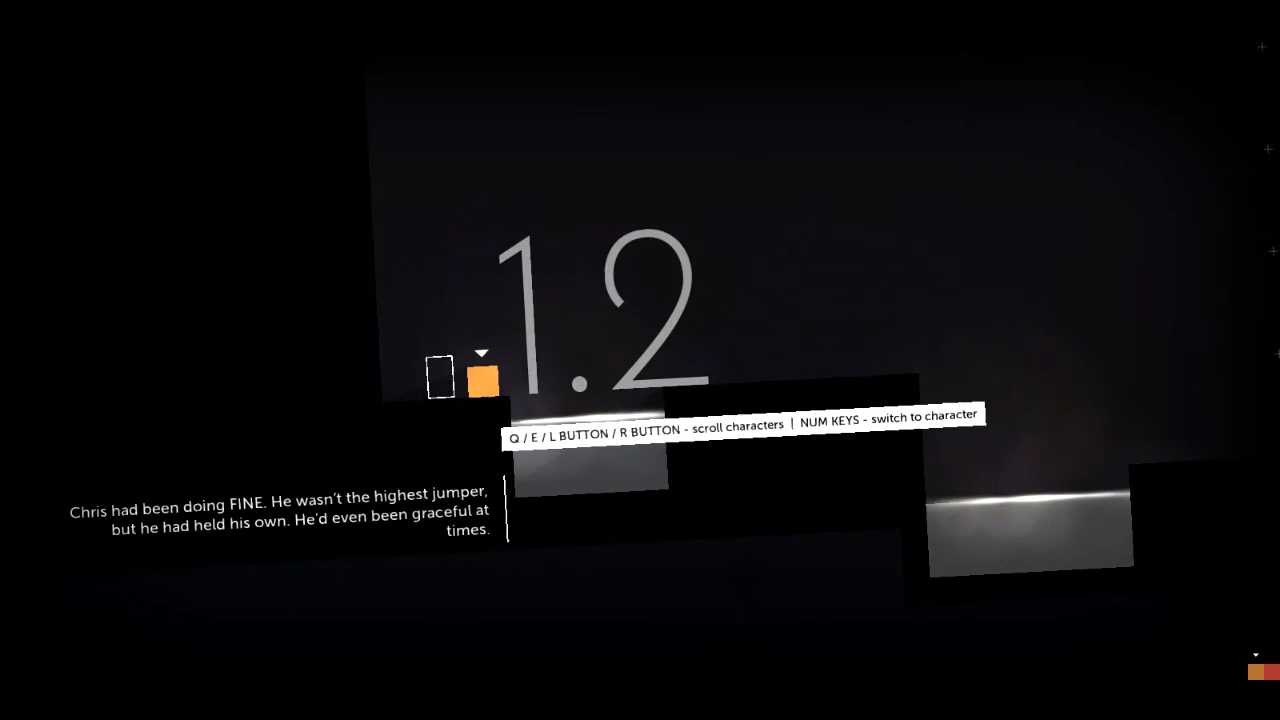 1.2
Q / E / L BUTTON / R BUTTON - scroll characters | NUM KEYS - switch to character
Chris had been doing FINE. He wasn't the highest jumper,
but he had held his own. He'd even been graceful at
times.